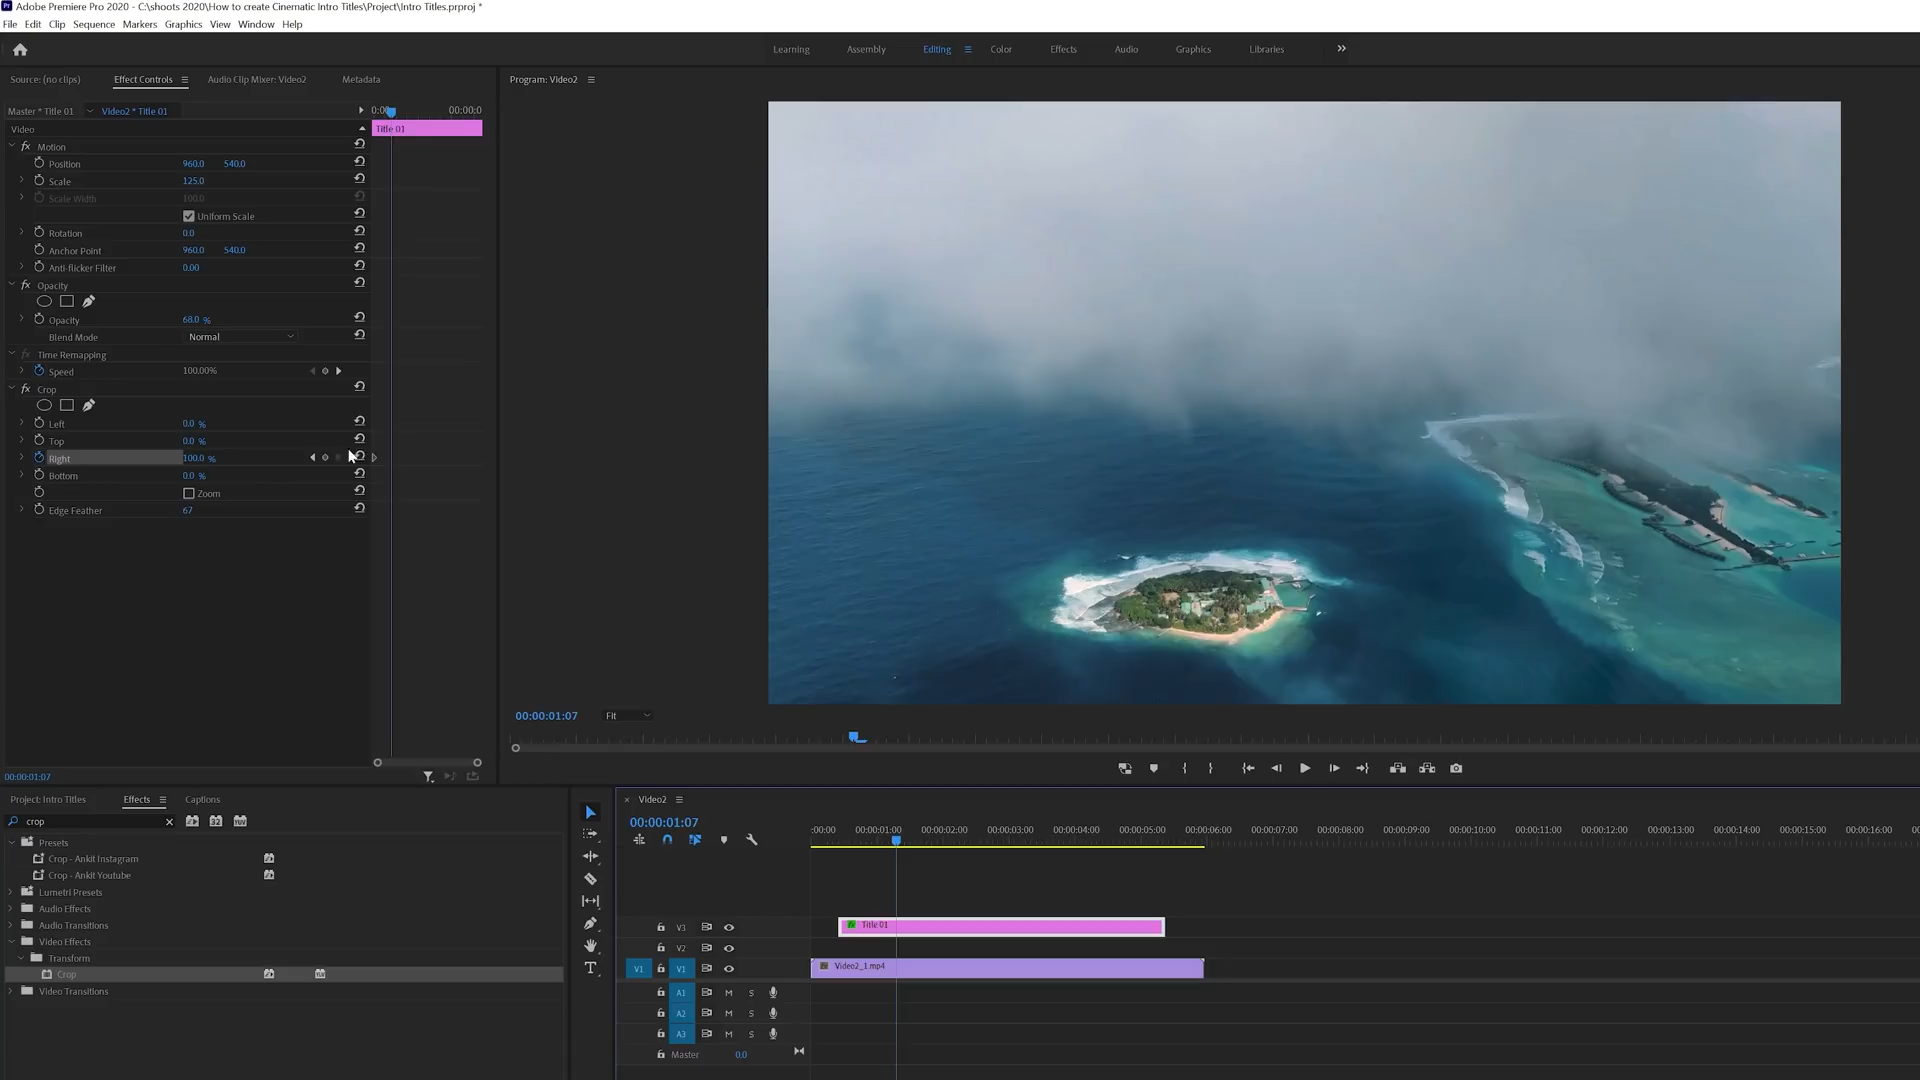 Adobe Premiere Pro 2020 - C:\shoots 2020\How to create Cinematic Intro Titles\Project\Intro Titles.prproj *
File Edit Clip Sequence Markers Graphics View Window Help
Learning Assembly Editing Color Effects Audio Graphics Libraries
Source: (no clips) Effect Controls Audio Clip Mixer: Video2 Metadata
Program: Video2
Master * Title 01 Video2 * Title 01 0:00 00:00:0
Video Title 01
fx Motion
Position 960.0 540.0
Scale 125.0
Scale Width 100.0
Uniform Scale
Rotation 0.0
Anchor Point 960.0 540.0
Anti-flicker Filter 0.00
fx Opacity
Opacity 68.0 %
Blend Mode Normal
fx Time Remapping
Speed 100.00%
fx Crop
Left 0.0 %
Top 0.0 %
Right 100.0 %
Bottom 0.0 %
Zoom
Edge Feather 67
00:00:01:07 Fit
00:00:01:07
Project: Intro Titles Effects Captions
crop
Presets
Crop - Ankit Instagram
Crop - Ankit Youtube
Lumetri Presets
Audio Effects
Audio Transitions
Video Effects
Transform
Crop
Video Transitions
Video2
00:00:01:07
:00:00 00:00:01:00 00:00:02:00 00:00:03:00 00:00:04:00 00:00:05:00 00:00:06:00 00:00:07:00 00:00:08:00 00:00:09:00 00:00:10:00 00:00:11:00 00:00:12:00 00:00:13:00 00:00:14:00 00:00:15:00 00:00:16:00
V3 fx Title 01
V2
V1 V1 Video2_1.mp4
A1 M S
A2 M S
A3 M S
Master 0.0